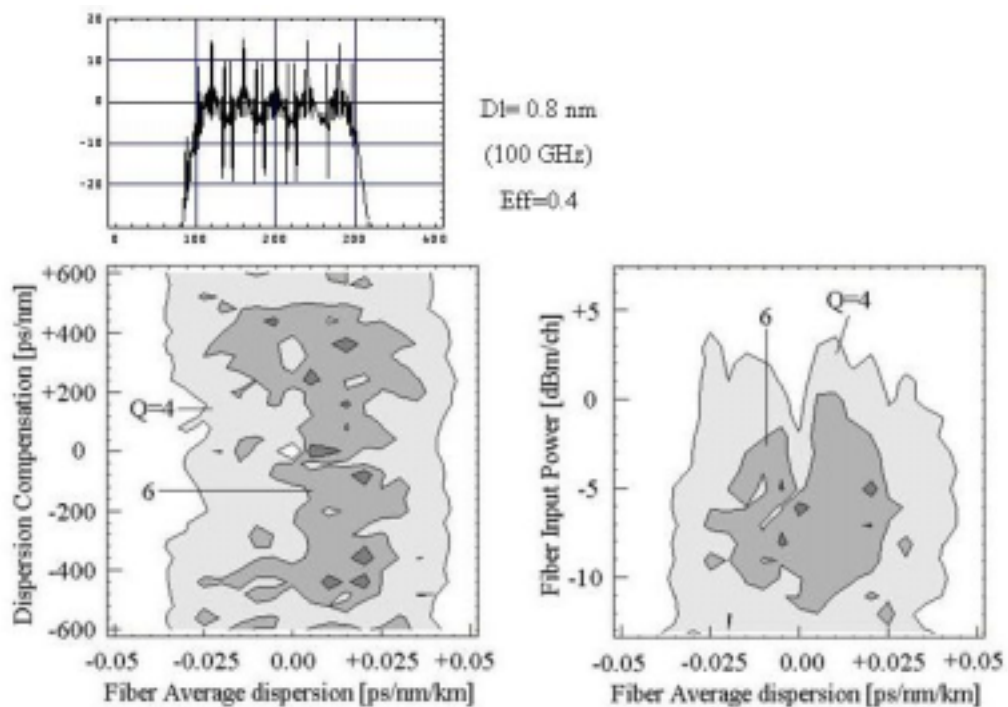 20
10
0
-10
-20
0 100 200 200 400
Dl= 0.8 nm
(100 GHz)
Eff=0.4
Dispersion Compensation [ps/nm]
+600
+400
+200
0
-200
-400
-600
Q=4
6
-0.05 -0.025 0.00 +0.025 +0.05
Fiber Average dispersion [ps/nm/km]
Fiber Input Power [dBm/ch]
+5
0
-5
-10
6
Q=4
-0.05 -0.025 0.00 +0.025 +0.05
Fiber Average dispersion [ps/nm/km]